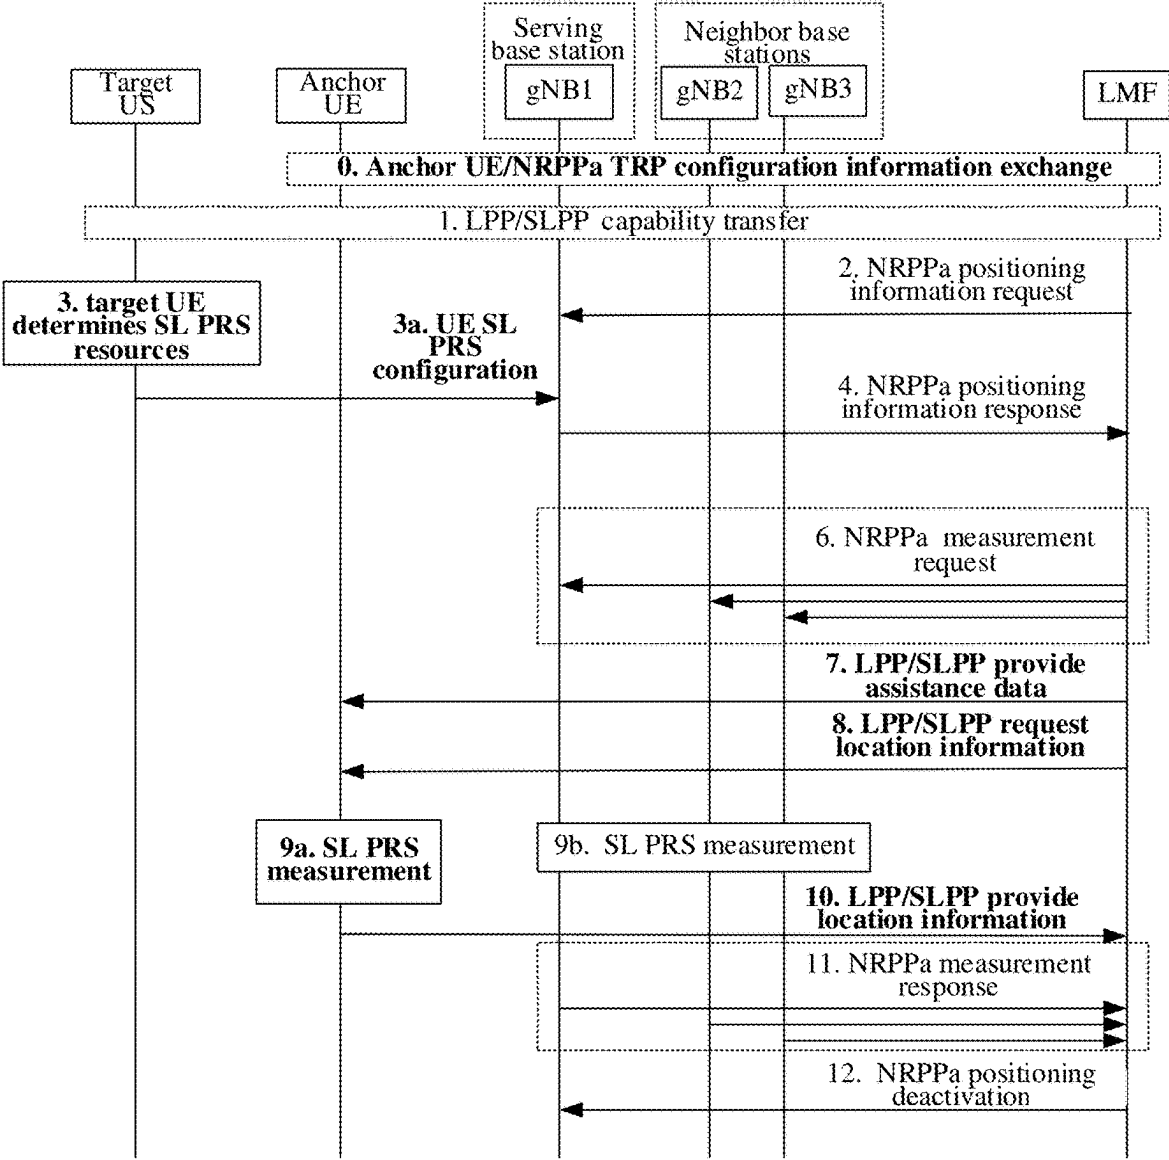 Serving
base station
Neighbor base
stations
Target
US
Anchor
UE
gNB1
gNB2
gNB3
LMF
0. Anchor UE/NRPPa TRP configuration information exchange
1. LPP/SLPP capability transfer
2. NRPPa positioning
information request
3. target UE
determines SL PRS
resources
3a. UE SL
PRS
configuration
4. NRPPa positioning
information response
6. NRPPa measurement
request
7. LPP/SLPP provide
assistance data
8. LPP/SLPP request
location information
9a. SL PRS
measurement
9b. SL PRS measurement
10. LPP/SLPP provide
location information
11. NRPPa measurement
response
12. NRPPa positioning
deactivation